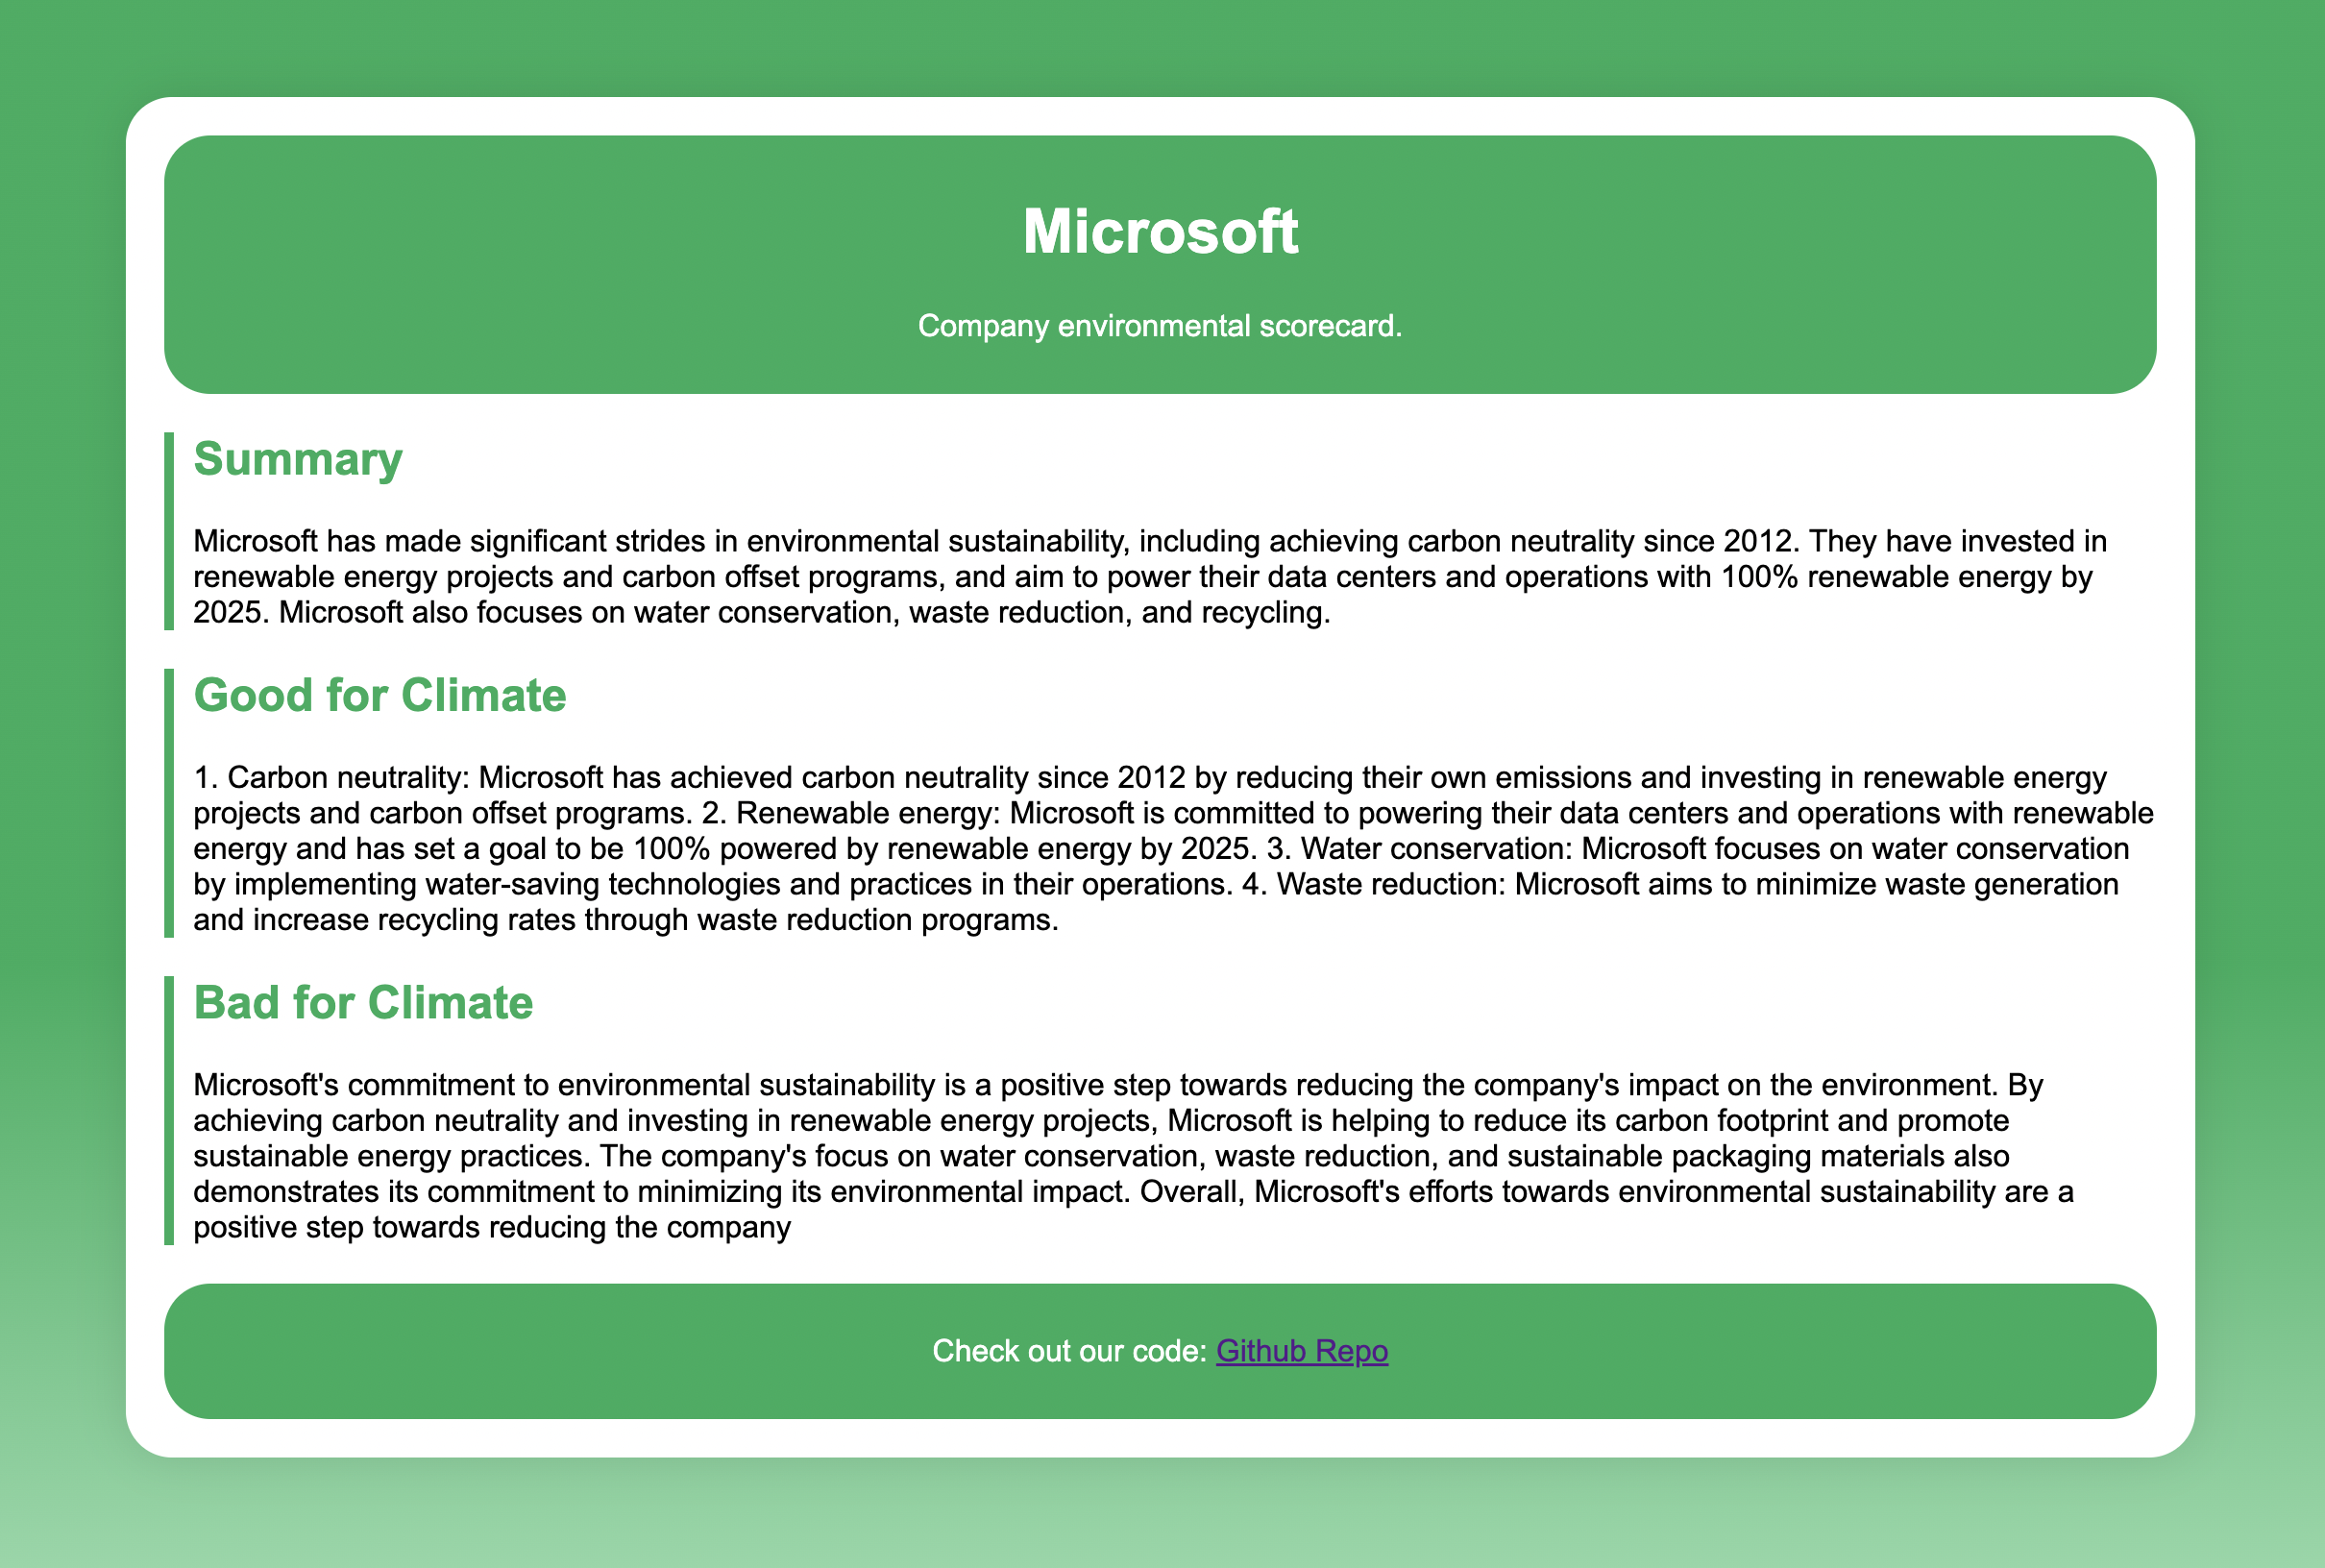 Microsoft
Company environmental scorecard.
Summary
Microsoft has made significant strides in environmental sustainability, including achieving carbon neutrality since 2012. They have invested in
renewable energy projects and carbon offset programs, and aim to power their data centers and operations with 100% renewable energy by
2025. Microsoft also focuses on water conservation, waste reduction, and recycling.
Good for Climate
1. Carbon neutrality: Microsoft has achieved carbon neutrality since 2012 by reducing their own emissions and investing in renewable energy
projects and carbon offset programs. 2. Renewable energy: Microsoft is committed to powering their data centers and operations with renewable
energy and has set a goal to be 100% powered by renewable energy by 2025. 3. Water conservation: Microsoft focuses on water conservation
by implementing water-saving technologies and practices in their operations. 4. Waste reduction: Microsoft aims to minimize waste generation
and increase recycling rates through waste reduction programs.
Bad for Climate
Microsoft's commitment to environmental sustainability is a positive step towards reducing the company's impact on the environment. By
achieving carbon neutrality and investing in renewable energy projects, Microsoft is helping to reduce its carbon footprint and promote
sustainable energy practices. The company's focus on water conservation, waste reduction, and sustainable packaging materials also
demonstrates its commitment to minimizing its environmental impact. Overall, Microsoft's efforts towards environmental sustainability are a
positive step towards reducing the company
Check out our code: Github Repo